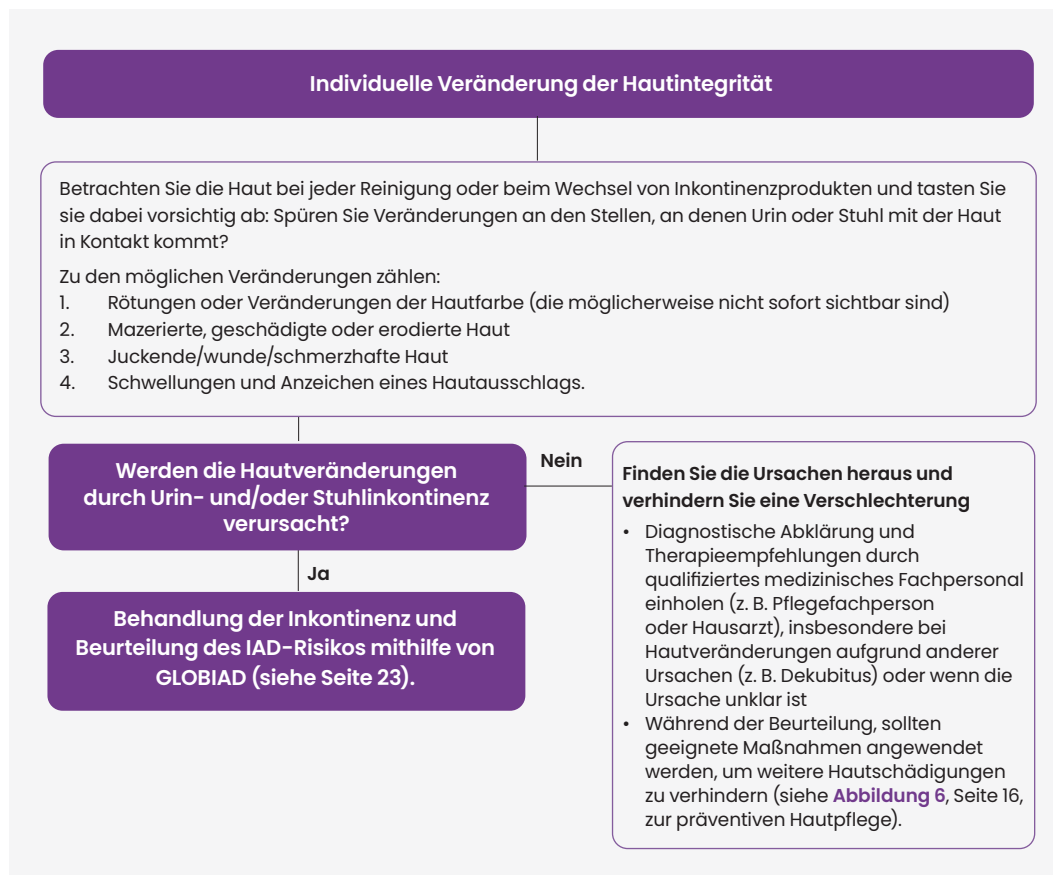 Individuelle Veränderung der Hautintegrität
Betrachten Sie die Haut bei jeder Reinigung oder beim Wechsel von Inkontinenzprodukten und tasten Sie
sie dabei vorsichtig ab: Spüren Sie Veränderungen an den Stellen, an denen Urin oder Stuhl mit der Haut
in Kontakt kommt?
Zu den möglichen Veränderungen zählen:
1. Rötungen oder Veränderungen der Hautfarbe (die möglicherweise nicht sofort sichtbar sind)
2. Mazerierte, geschädigte oder erodierte Haut
3. Juckende/wunde/schmerzhafte Haut
4. Schwellungen und Anzeichen eines Hautausschlags.
Werden die Hautveränderungen
durch Urin- und/oder Stuhlinkontinenz
verursacht?
Nein
Ja
Behandlung der Inkontinenz und
Beurteilung des IAD-Risikos mithilfe von
GLOBIAD (siehe Seite 23).
Finden Sie die Ursachen heraus und
verhindern Sie eine Verschlechterung
• Diagnostische Abklärung und
Therapieempfehlungen durch
qualifiziertes medizinisches Fachpersonal
einholen (z. B. Pflegefachperson
oder Hausarzt), insbesondere bei
Hautveränderungen aufgrund anderer
Ursachen (z. B. Dekubitus) oder wenn die
Ursache unklar ist
• Während der Beurteilung, sollten
geeignete Maßnahmen angewendet
werden, um weitere Hautschädigungen
zu verhindern (siehe Abbildung 6, Seite 16,
zur präventiven Hautpflege).